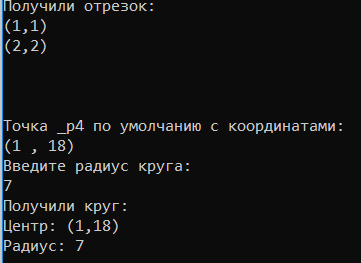 Получили отрезок:
(1,1)
(2,2)
Точка _p4 по умолчанию с координатами:
(1 , 18)
Введите радиус круга:
7
Получили круг:
Центр: (1,18)
Радиус: 7